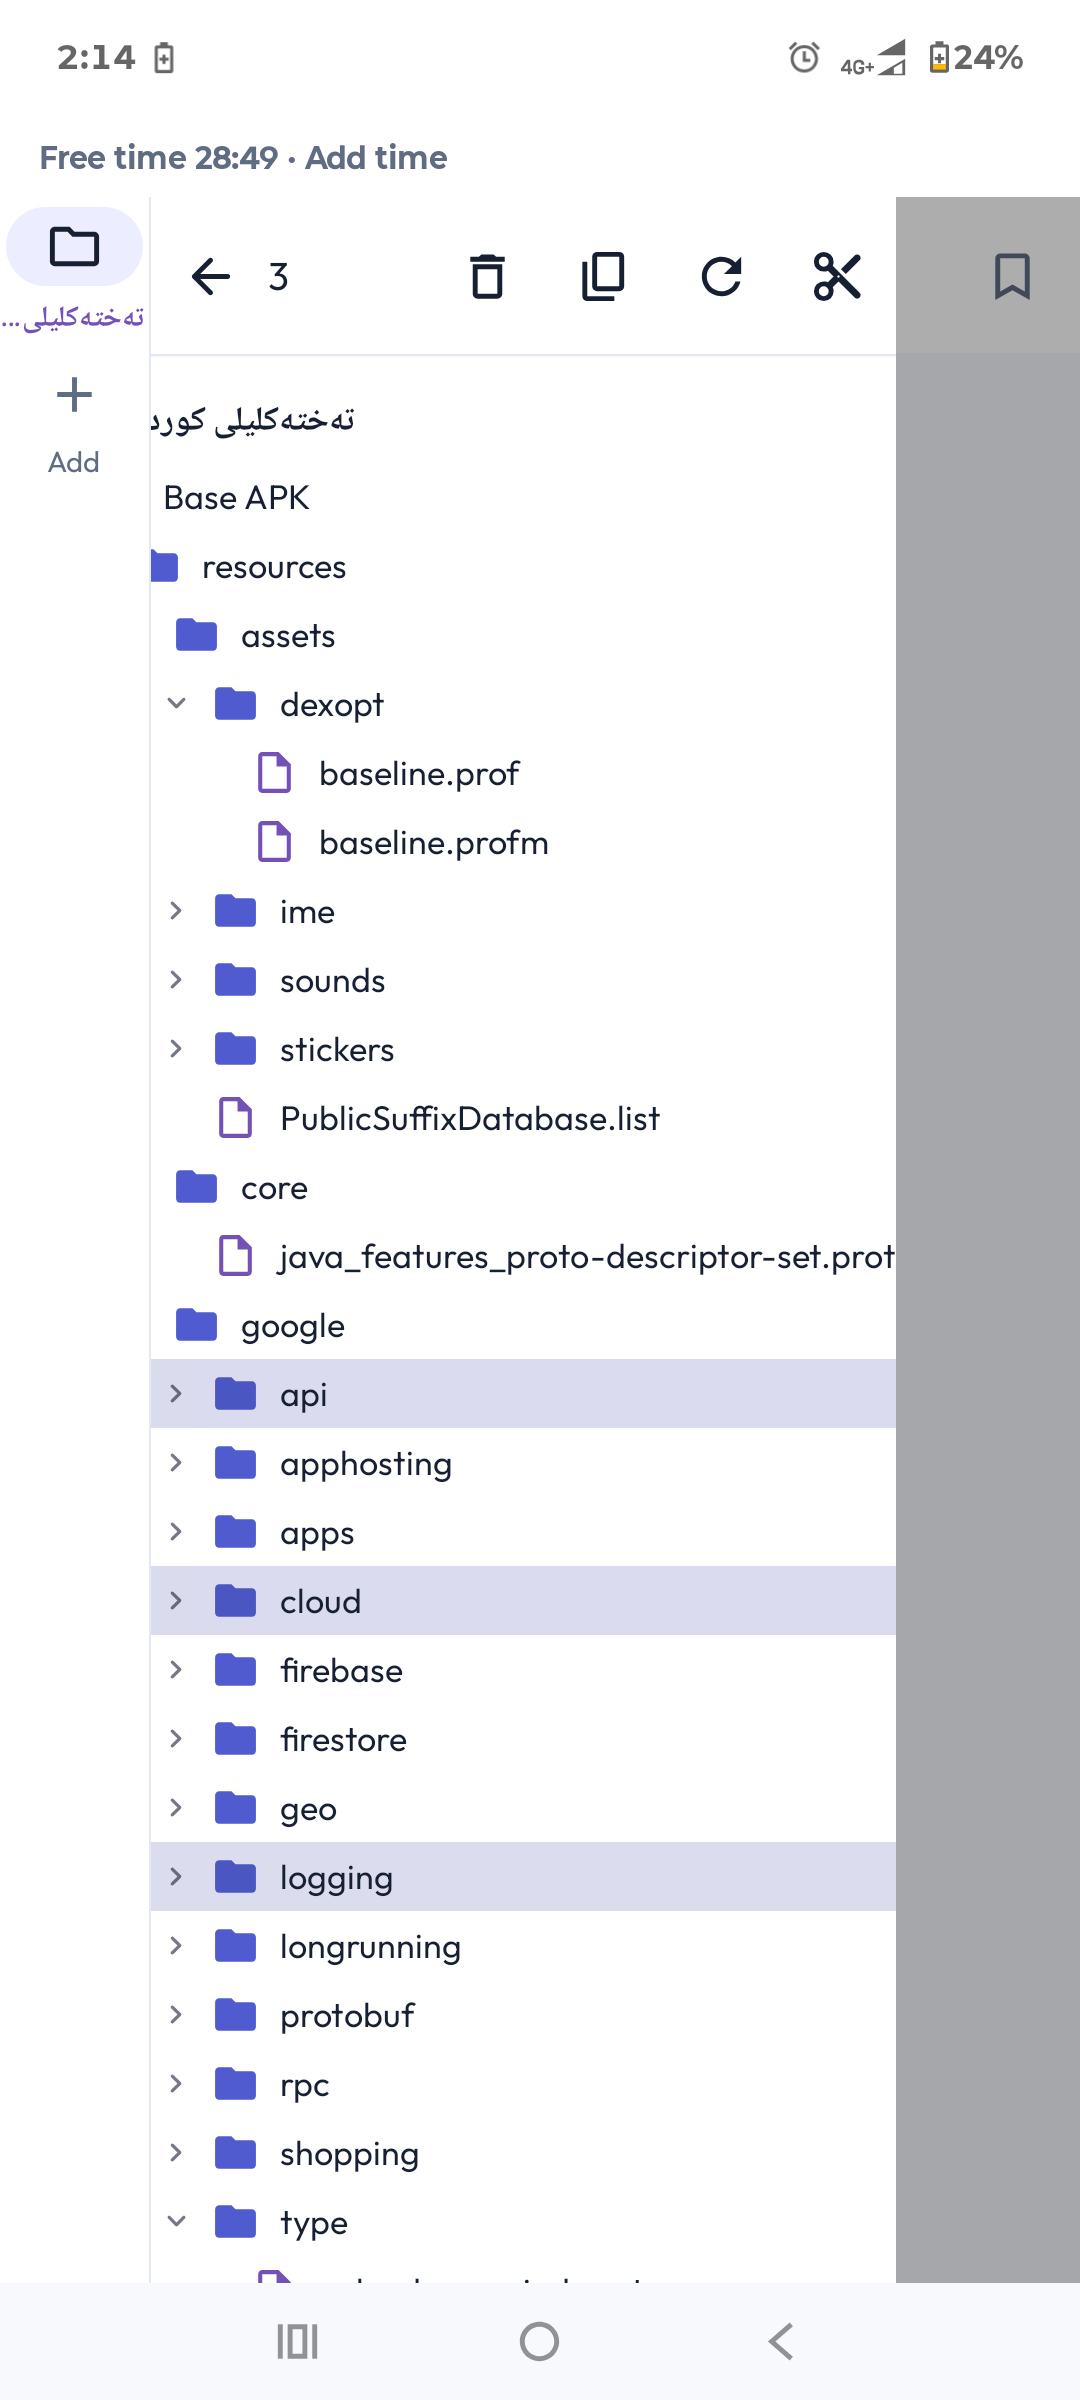 2:14
4G+
24%
Free time 28:49 · Add time
3
تەختەکلیلی...
Add
تەختەکلیلی کورد
Base APK
resources
assets
dexopt
baseline.prof
baseline.profm
ime
sounds
stickers
PublicSuffixDatabase.list
core
java_features_proto-descriptor-set.prot
google
api
apphosting
apps
cloud
firebase
firestore
geo
logging
longrunning
protobuf
rpc
shopping
type